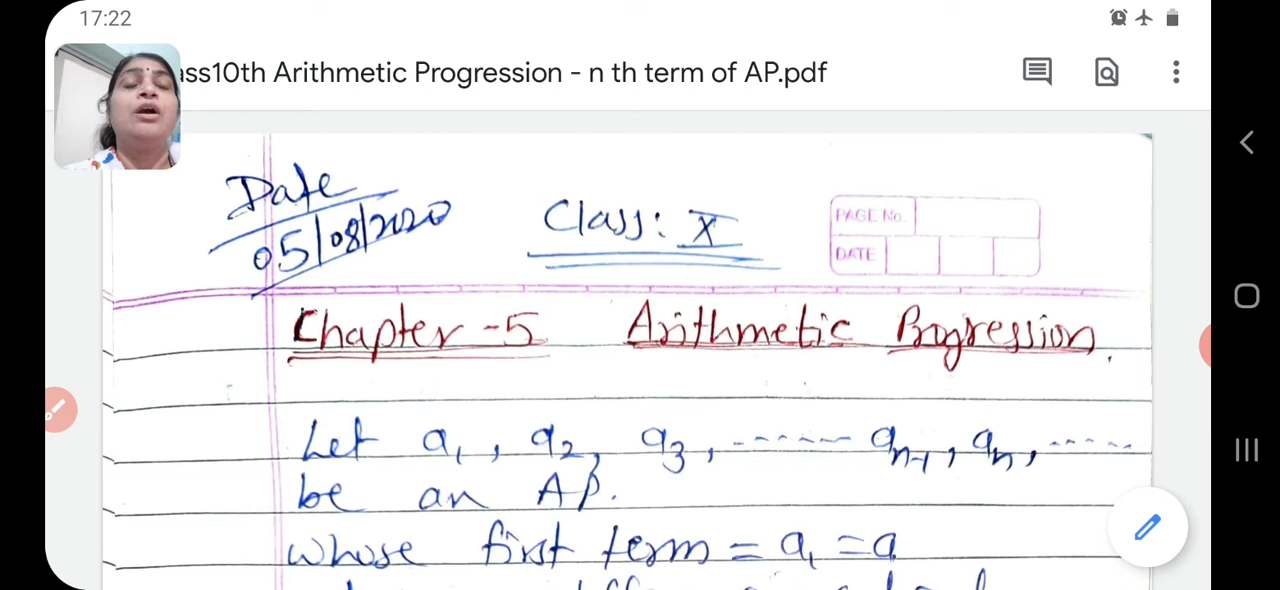 17:22
ass10th Arithmetic Progression - n th term of AP.pdf
Date
05/08/2020
Class: X
PAGE No.
DATE
Chapter-5 Arithmetic Progression.
Let a₁, a₂, a₃, ------- aₙ₋₁, aₙ, .....
be an AP.
whose first term = a₁ = a